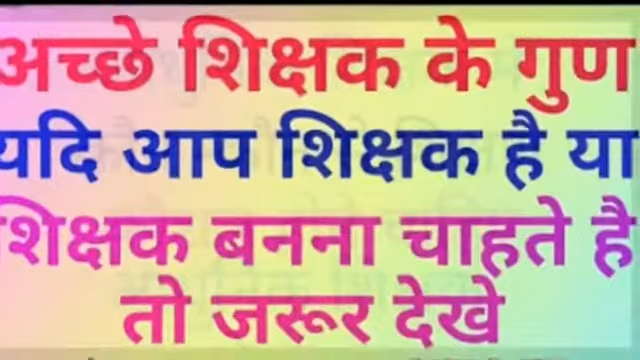 अच्छे शिक्षक के गुण
यदि आप शिक्षक है या
शिक्षक बनना चाहते है
तो जरूर देखे